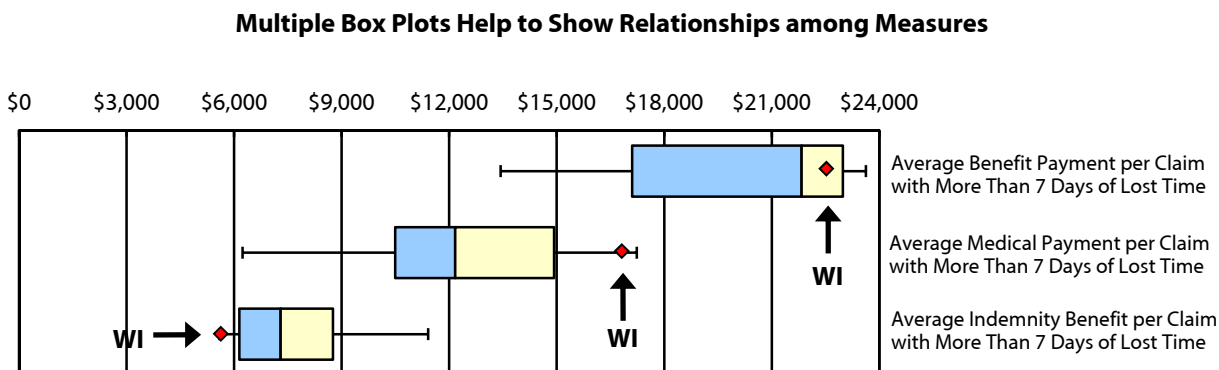 Multiple Box Plots Help to Show Relationships among Measures
$0 $3,000 $6,000 $9,000 $12,000 $15,000 $18,000 $21,000 $24,000
Average Benefit Payment per Claim
with More Than 7 Days of Lost Time
WI
Average Medical Payment per Claim
with More Than 7 Days of Lost Time
WI
WI
Average Indemnity Benefit per Claim
with More Than 7 Days of Lost Time